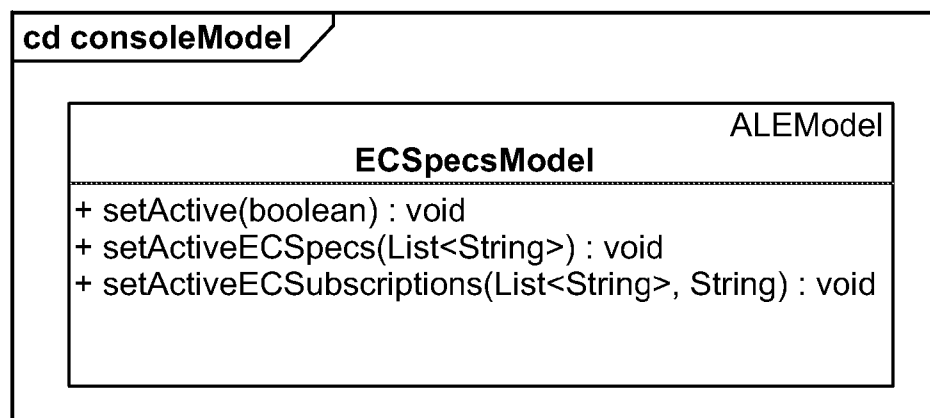 cd consoleModel
ALEModel
ECSpecsModel
+ setActive(boolean) : void
+ setActiveECSpecs(List<String>) : void
+ setActiveECSubscriptions(List<String>, String) : void